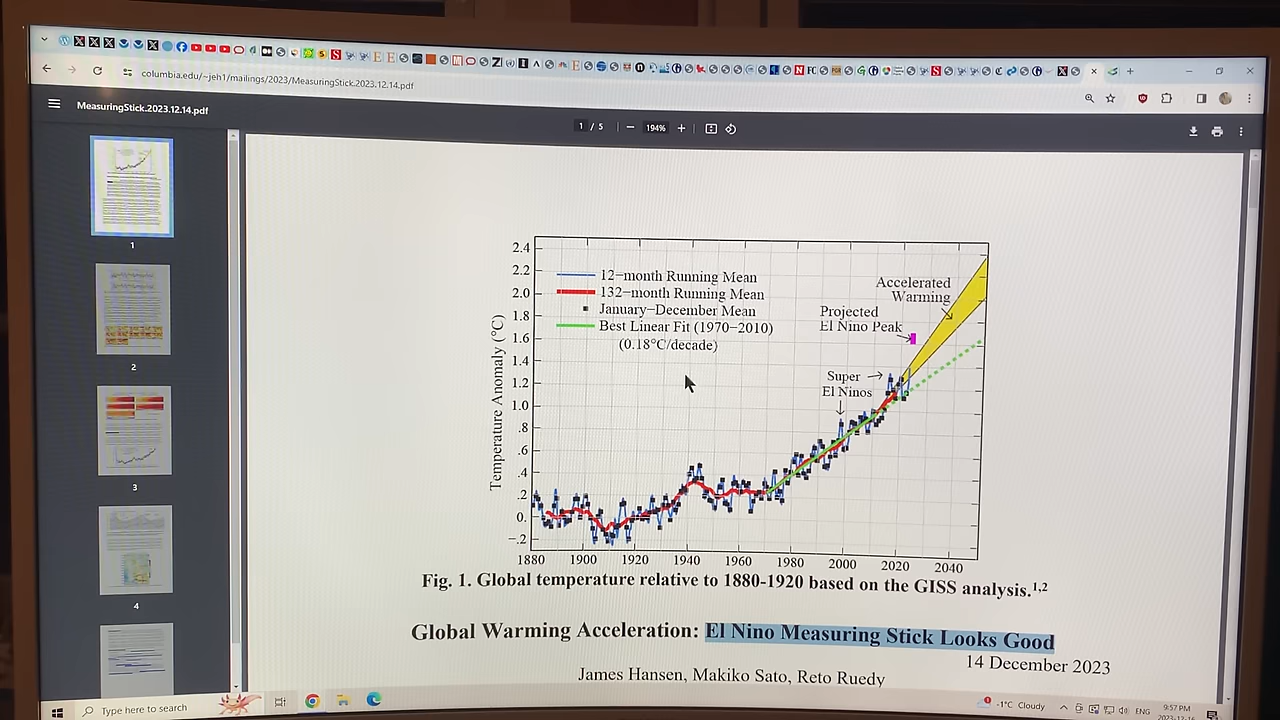 columbia.edu/~jeh1/mailings/2023/MeasuringStick.2023.12.14.pdf
MeasuringStick.2023.12.14.pdf
1 / 5
194%
1
2
3
4
2.4
2.2
2.0
1.8
1.6
1.4
1.2
1.0
.8
.6
.4
.2
0.
−.2
Temperature Anomaly (°C)
12−month Running Mean
132−month Running Mean
January−December Mean
Best Linear Fit (1970−2010)
(0.18°C/decade)
Accelerated
Warming
Projected
El Nino Peak
Super
El Ninos
1880 1900 1920 1940 1960 1980 2000 2020 2040
Fig. 1. Global temperature relative to 1880-1920 based on the GISS analysis.1,2
Global Warming Acceleration: El Nino Measuring Stick Looks Good
14 December 2023
James Hansen, Makiko Sato, Reto Ruedy
Type here to search
-1°C Cloudy
ENG
9:57 PM